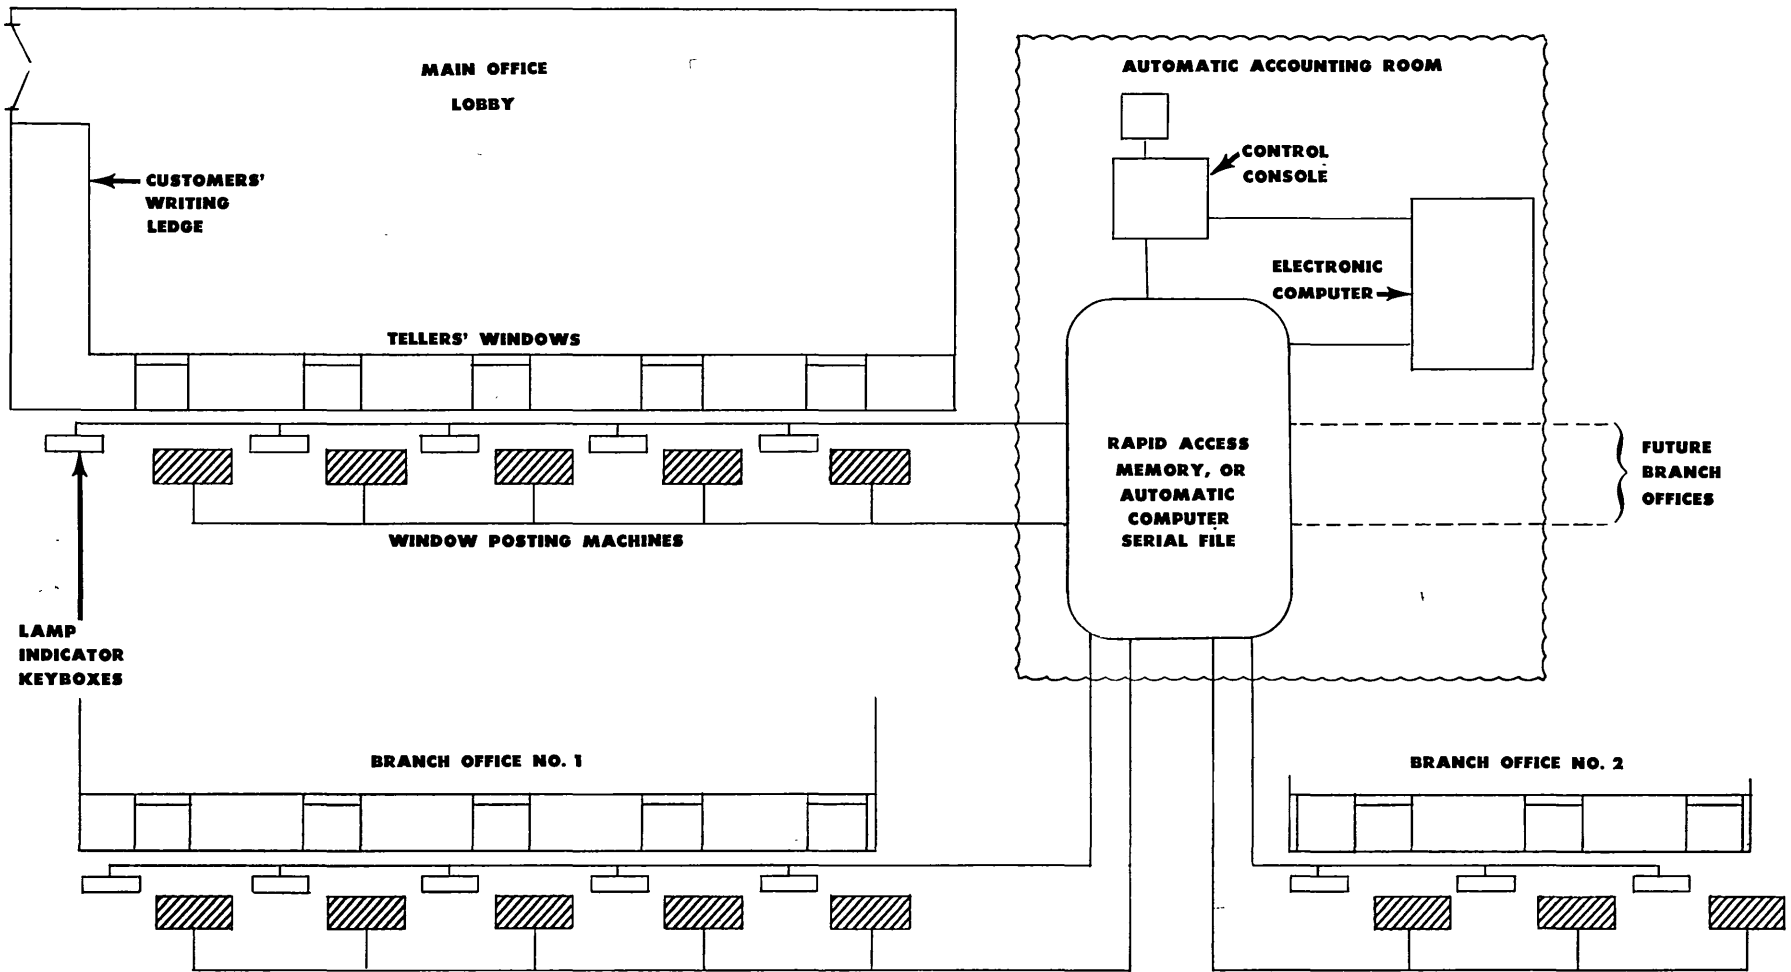 MAIN OFFICE
LOBBY
CUSTOMERS'
WRITING
LEDGE
TELLERS' WINDOWS
AUTOMATIC ACCOUNTING ROOM
CONTROL
CONSOLE
ELECTRONIC
COMPUTER
RAPID ACCESS
MEMORY, OR
AUTOMATIC
COMPUTER
SERIAL FILE
FUTURE
BRANCH
OFFICES
WINDOW POSTING MACHINES
LAMP
INDICATOR
KEYBOXES
BRANCH OFFICE NO. 1
BRANCH OFFICE NO. 2